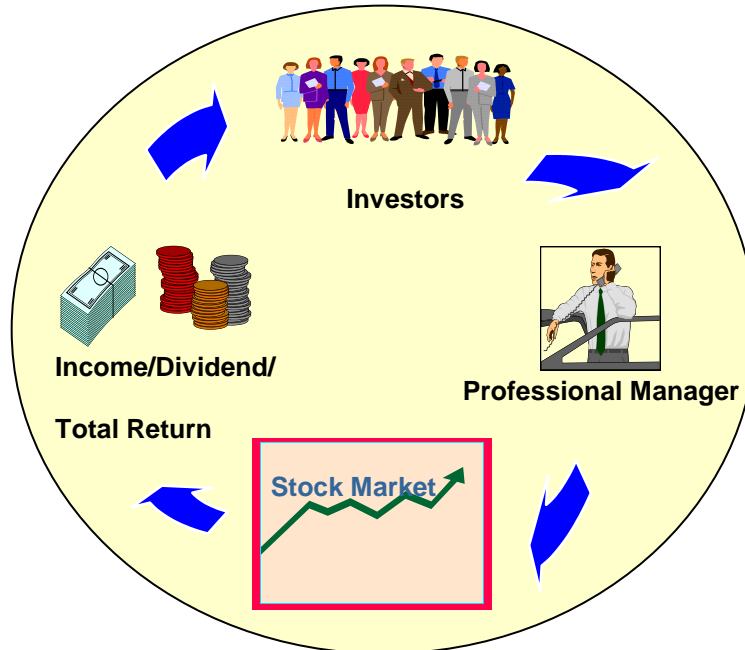 Investors
Professional Manager
Income/Dividend/
Total Return
Stock Market